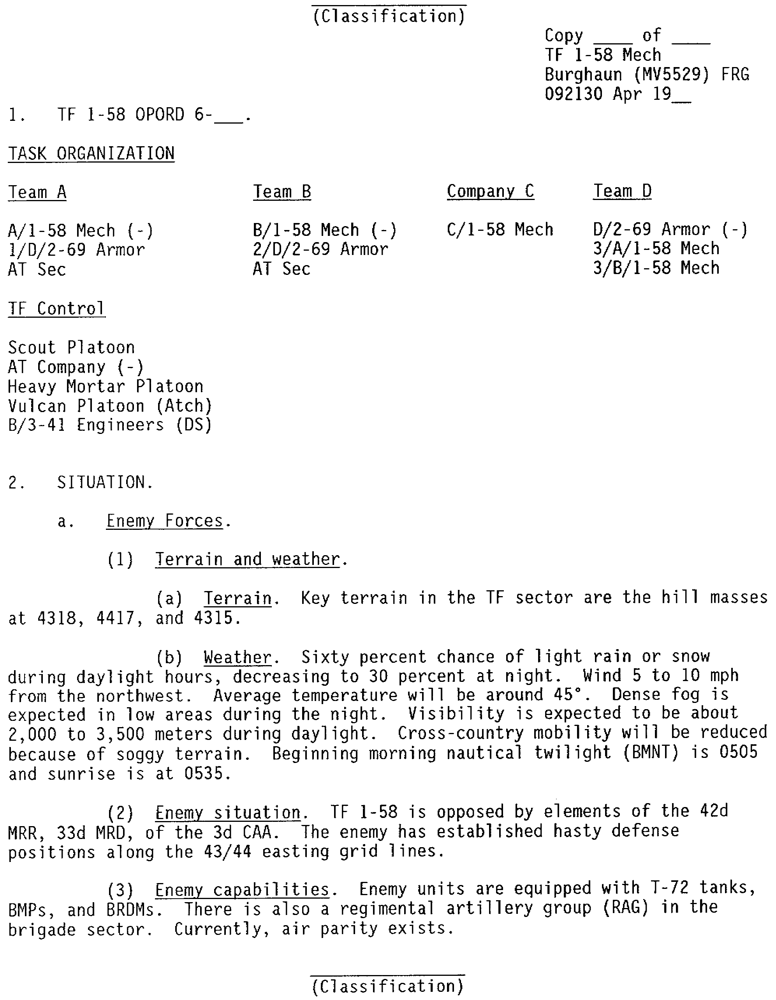 (Classification)
Copy ____ of ____
TF 1-58 Mech
Burghaun (MV5529) FRG
092130 Apr 19__
1. TF 1-58 OPORD 6-___.
TASK ORGANIZATION
Team A Team B Company C Team D
A/1-58 Mech (-) B/1-58 Mech (-) C/1-58 Mech D/2-69 Armor (-)
1/D/2-69 Armor 2/D/2-69 Armor 3/A/1-58 Mech
AT Sec AT Sec 3/B/1-58 Mech
TF Control
Scout Platoon
AT Company (-)
Heavy Mortar Platoon
Vulcan Platoon (Atch)
B/3-41 Engineers (DS)
2. SITUATION.
a. Enemy Forces.
(1) Terrain and weather.
(a) Terrain. Key terrain in the TF sector are the hill masses
at 4318, 4417, and 4315.
(b) Weather. Sixty percent chance of light rain or snow
during daylight hours, decreasing to 30 percent at night. Wind 5 to 10 mph
from the northwest. Average temperature will be around 45°. Dense fog is
expected in low areas during the night. Visibility is expected to be about
2,000 to 3,500 meters during daylight. Cross-country mobility will be reduced
because of soggy terrain. Beginning morning nautical twilight (BMNT) is 0505
and sunrise is at 0535.
(2) Enemy situation. TF 1-58 is opposed by elements of the 42d
MRR, 33d MRD, of the 3d CAA. The enemy has established hasty defense
positions along the 43/44 easting grid lines.
(3) Enemy capabilities. Enemy units are equipped with T-72 tanks,
BMPs, and BRDMs. There is also a regimental artillery group (RAG) in the
brigade sector. Currently, air parity exists.
(Classification)